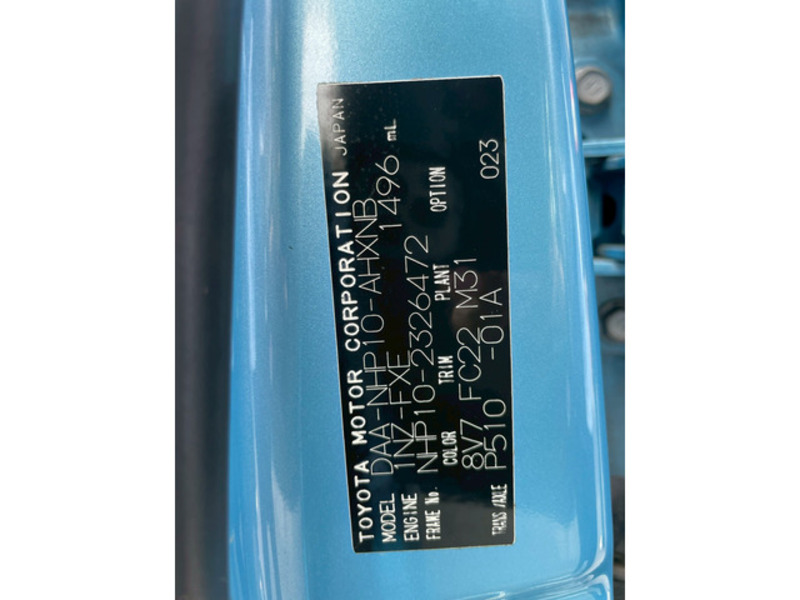 TOYOTA MOTOR CORPORATION JAPAN
MODEL DAA-NHP10-AHXNB
ENGINE 1NZ-FXE 1496 mL
FRAME No. NHP10-2326472
COLOR TRIM PLANT OPTION
8V7 FC22 M31 023
TRANS/AXLE P510 -01A